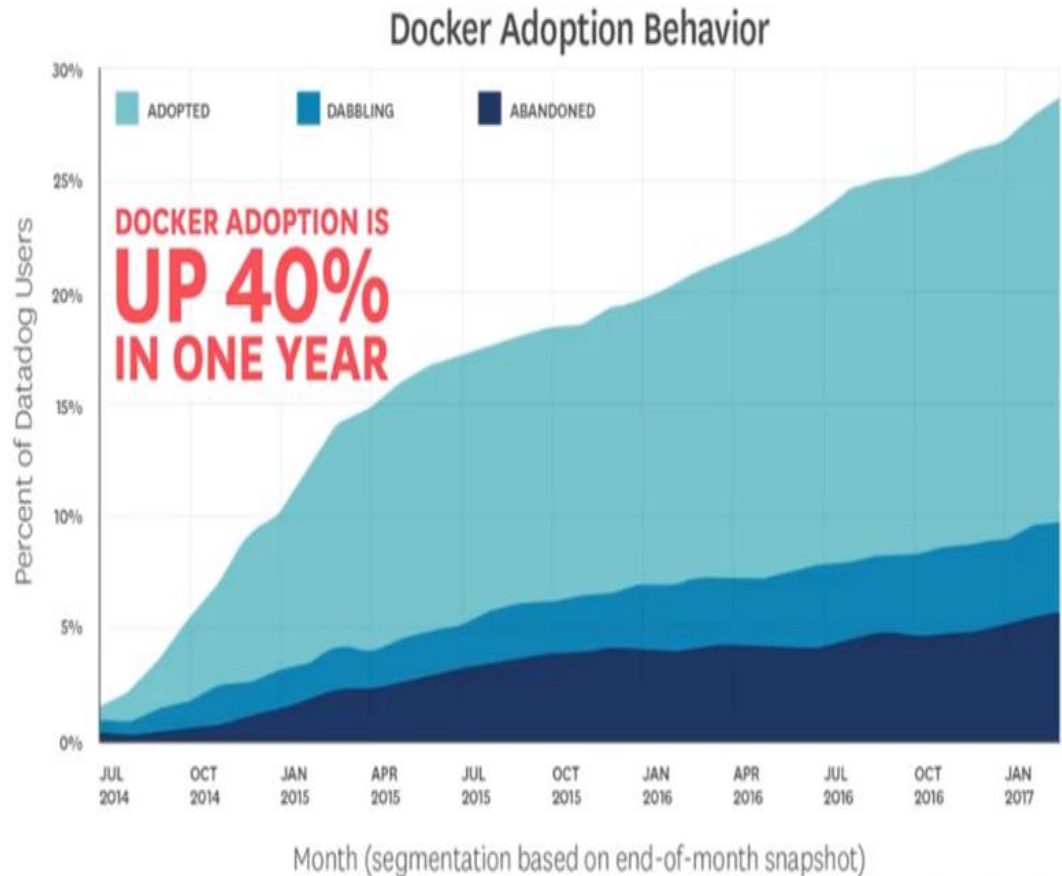 Docker Adoption Behavior
30%
ADOPTED
DABBLING
ABANDONED
25%
DOCKER ADOPTION IS
UP 40%
IN ONE YEAR
20%
15%
10%
5%
0%
Percent of Datadog Users
JUL
2014
OCT
2014
JAN
2015
APR
2015
JUL
2015
OCT
2015
JAN
2016
APR
2016
JUL
2016
OCT
2016
JAN
2017
Month (segmentation based on end-of-month snapshot)